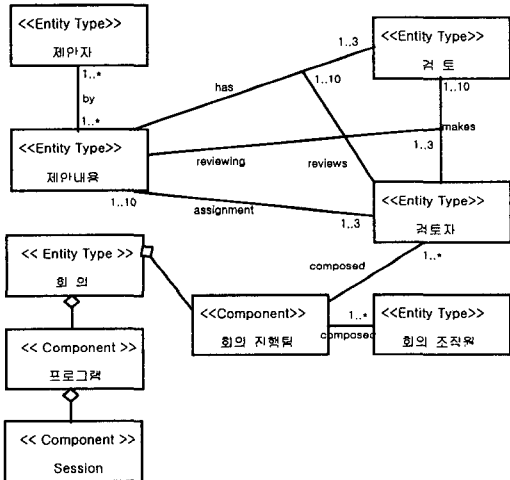 <<Entity Type>>
제안자
1..*
by
1..*
<<Entity Type>>
제안내용
1..10
has
1..3
1..10
<<Entity Type>>
검 토
1..10
makes
1..3
reviewing
reviews
assignment
1..3
<<Entity Type>>
검토자
1..*
composed
<< Entity Type >>
회 의
<<Component>>
회의 진행팀
1..*
composed
<<Entity Type>>
회의 조직원
<< Component >>
프로그램
<< Component >>
Session